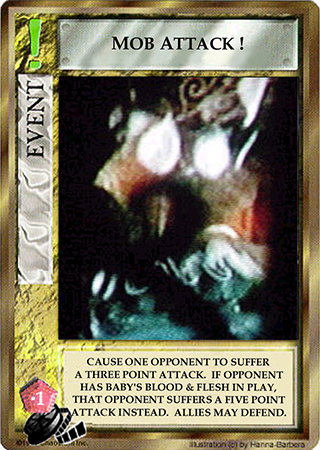 MOB ATTACK !
EVENT
CAUSE ONE OPPONENT TO SUFFER
A THREE POINT ATTACK. IF OPPONENT
HAS BABY'S BLOOD & FLESH IN PLAY,
THAT OPPONENT SUFFERS A FIVE POINT
ATTACK INSTEAD. ALLIES MAY DEFEND.
-1
Illustration (c) by Hanna-Barbera